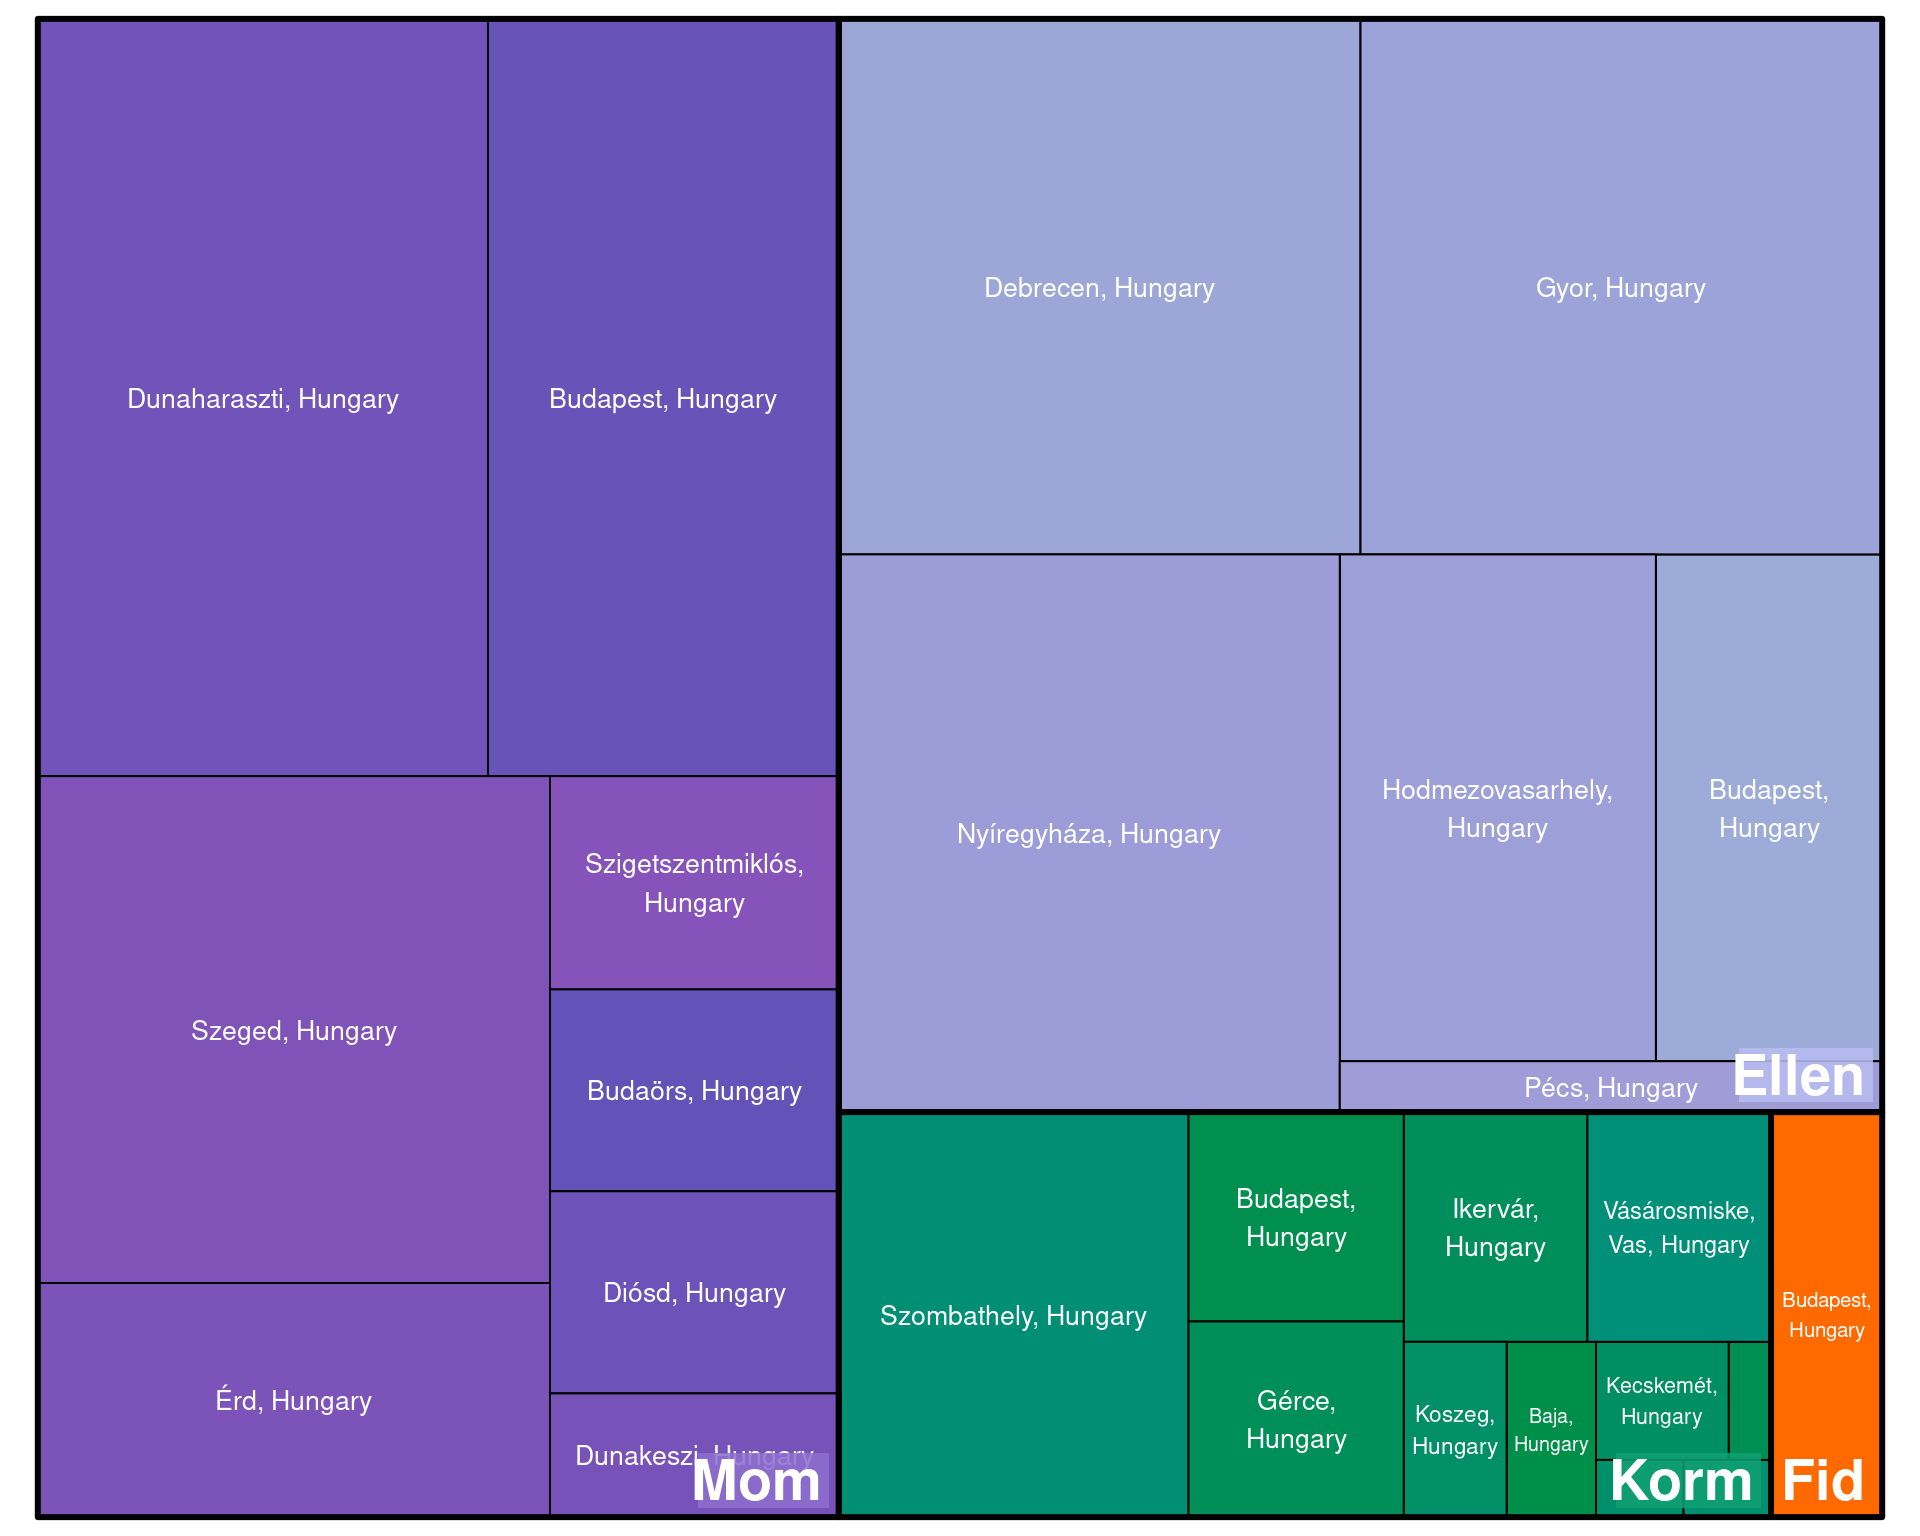 Dunaharaszti, Hungary
Budapest, Hungary
Szeged, Hungary
Szigetszentmiklós,
Hungary
Budaörs, Hungary
Diósd, Hungary
Érd, Hungary
Dunakeszi, Hungary
Mom
Debrecen, Hungary
Gyor, Hungary
Nyíregyháza, Hungary
Hodmezovasarhely,
Hungary
Budapest,
Hungary
Pécs, Hungary
Ellen
Szombathely, Hungary
Budapest,
Hungary
Gérce,
Hungary
Ikervár,
Hungary
Vásárosmiske,
Vas, Hungary
Koszeg,
Hungary
Baja,
Hungary
Kecskemét,
Hungary
Korm
Budapest,
Hungary
Fid